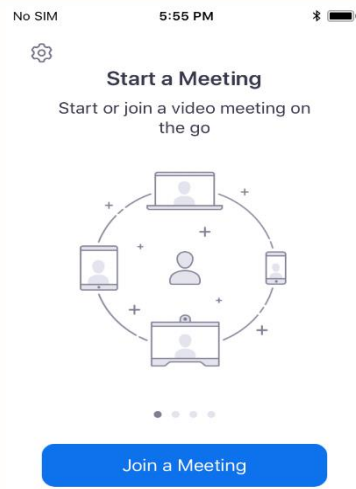 No SIM 5:55 PM
Start a Meeting
Start or join a video meeting on
the go
Join a Meeting